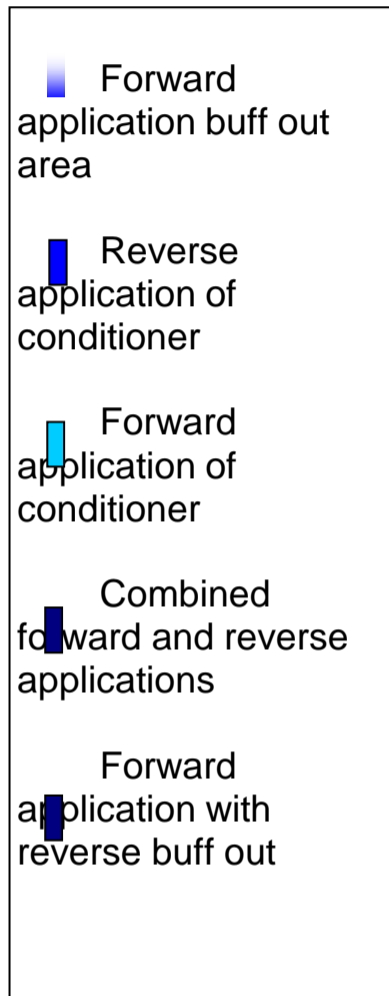 Forward
application buff out
area
Reverse
application of
conditioner
Forward
application of
conditioner
Combined
forward and reverse
applications
Forward
application with
reverse buff out